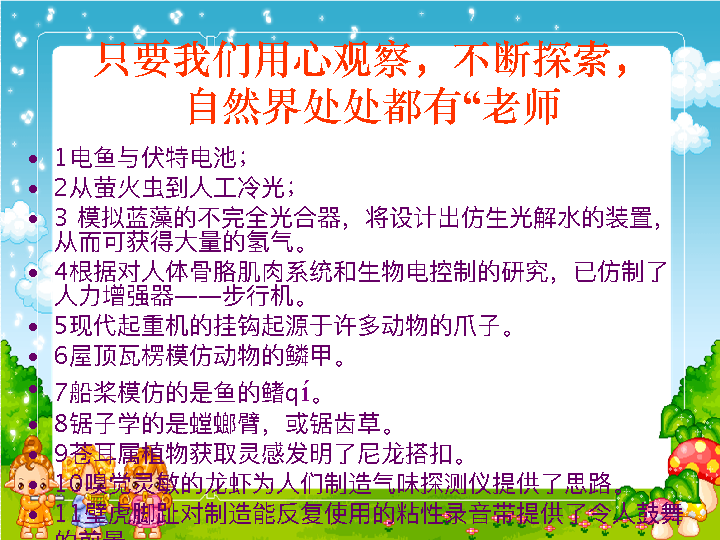 只要我们用心观察，不断探索，
自然界处处都有“老师
• 1电鱼与伏特电池；
• 2从萤火虫到人工冷光；
• 3 模拟蓝藻的不完全光合器，将设计出仿生光解水的装置，
从而可获得大量的氢气。
• 4根据对人体骨胳肌肉系统和生物电控制的研究，已仿制了
人力增强器——步行机。
• 5现代起重机的挂钩起源于许多动物的爪子。
• 6屋顶瓦楞模仿动物的鳞甲。
• 7船桨模仿的是鱼的鳍qí。
• 8锯子学的是螳螂臂，或锯齿草。
• 9苍耳属植物获取灵感发明了尼龙搭扣。
• 10嗅觉灵敏的龙虾为人们制造气味探测仪提供了思路。
• 11壁虎脚趾对制造能反复使用的粘性录音带提供了令人鼓舞
的前景